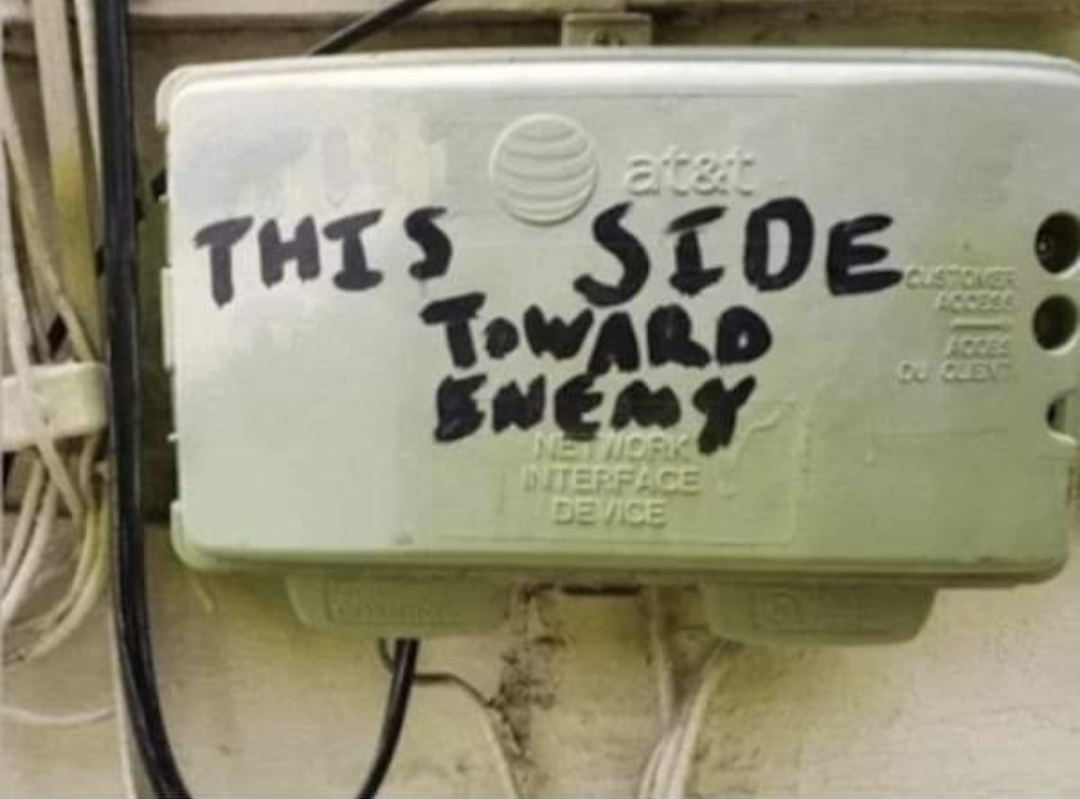 at&t
THIS SIDE
TOWARD
ENEMY
CUSTOMER
ACCESS
ACCES
DU CLIENT
NETWORK
INTERFACE
DEVICE